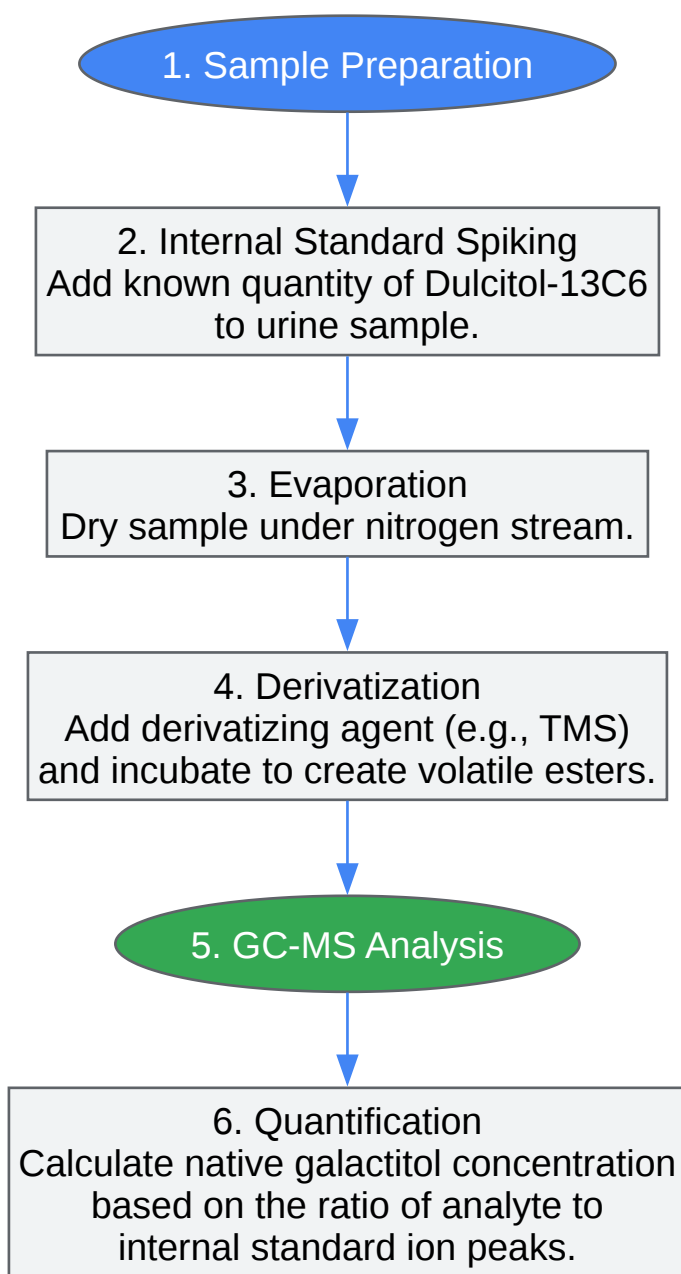 1. Sample Preparation
2. Internal Standard Spiking
Add known quantity of Dulcitol-13C6
to urine sample.
3. Evaporation
Dry sample under nitrogen stream.
4. Derivatization
Add derivatizing agent (e.g., TMS)
and incubate to create volatile esters.
5. GC-MS Analysis
6. Quantification
Calculate native galactitol concentration
based on the ratio of analyte to
internal standard ion peaks.